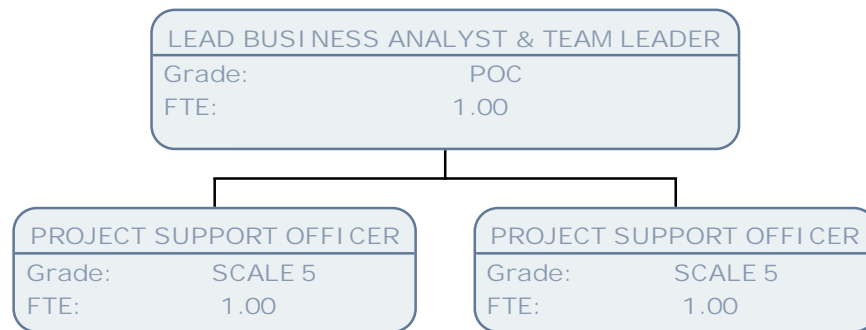 LEAD BUSINESS ANALYST & TEAM LEADER
Grade: POC
FTE: 1.00
PROJECT SUPPORT OFFICER
Grade: SCALE 5
FTE: 1.00
PROJECT SUPPORT OFFICER
Grade: SCALE 5
FTE: 1.00